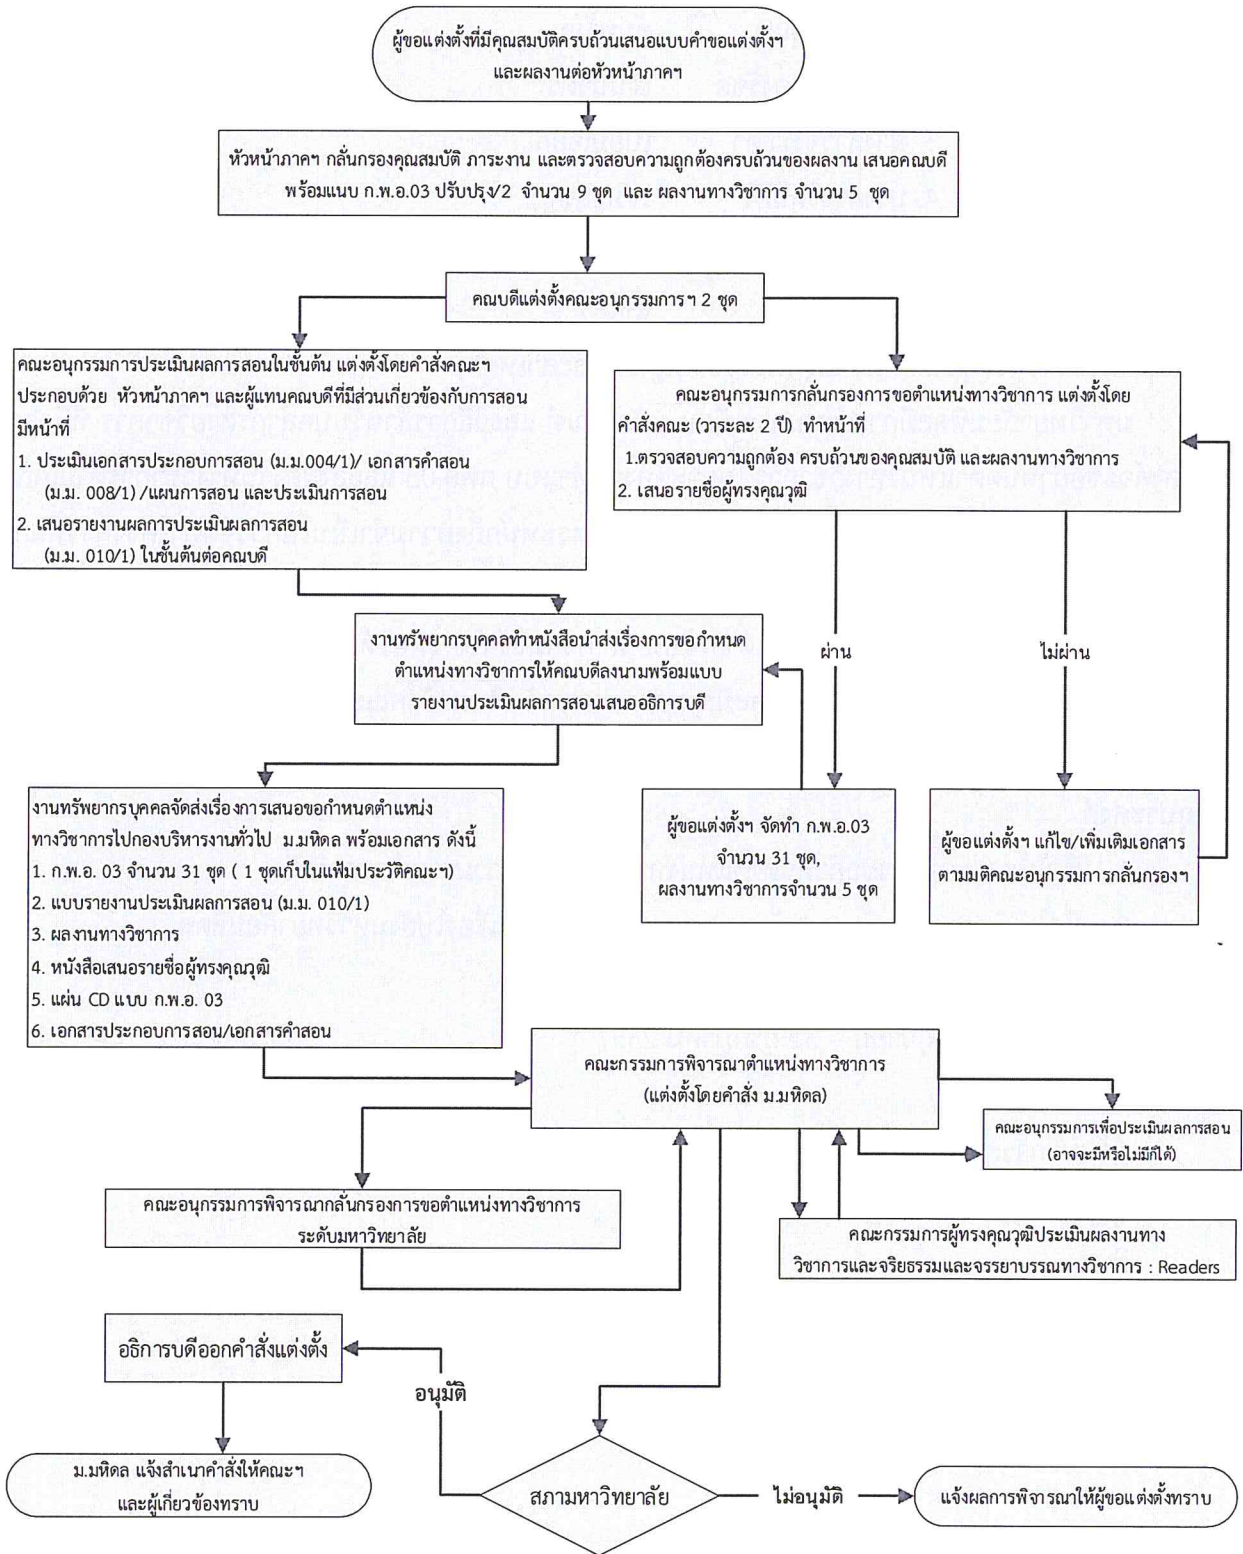 ผู้ขอแต่งตั้งที่มีคุณสมบัติครบถ้วนเสนอแบบคำขอแต่งตั้งฯ
และผลงานต่อหัวหน้าภาคฯ
หัวหน้าภาคฯ กลั่นกรองคุณสมบัติ ภาระงาน และตรวจสอบความถูกต้องครบถ้วนของผลงาน เสนอคณบดี
พร้อมแนบ ก.พ.อ.03 ปรับปรุง/2 จำนวน 9 ชุด และ ผลงานทางวิชาการ จำนวน 5 ชุด
คณบดีแต่งตั้งคณะอนุกรรมการฯ 2 ชุด
คณะอนุกรรมการประเมินผลการสอนในชั้นต้น แต่งตั้งโดยคำสั่งคณะฯ
ประกอบด้วย หัวหน้าภาคฯ และผู้แทนคณบดีที่มีส่วนเกี่ยวข้องกับการสอน
มีหน้าที่
1. ประเมินเอกสารประกอบการสอน (ม.ม.004/1)/ เอกสารคำสอน
(ม.ม. 008/1) /แผนการสอน และประเมินการสอน
2. เสนอรายงานผลการประเมินผลการสอน
(ม.ม. 010/1) ในชั้นต้นต่อคณบดี
คณะอนุกรรมการกลั่นกรองการขอตำแหน่งทางวิชาการ แต่งตั้งโดย
คำสั่งคณะ (วาระละ 2 ปี) ทำหน้าที่
1.ตรวจสอบความถูกต้อง ครบถ้วนของคุณสมบัติ และผลงานทางวิชาการ
2. เสนอรายชื่อผู้ทรงคุณวุฒิ
งานทรัพยากรบุคคลทำหนังสือนำส่งเรื่องการขอกำหนด
ตำแหน่งทางวิชาการให้คณบดีลงนามพร้อมแบบ
รายงานประเมินผลการสอนเสนออธิการบดี
ผ่าน
ไม่ผ่าน
งานทรัพยากรบุคคลจัดส่งเรื่องการเสนอขอกำหนดตำแหน่ง
ทางวิชาการไปกองบริหารงานทั่วไป ม.มหิดล พร้อมเอกสาร ดังนี้
1. ก.พ.อ. 03 จำนวน 31 ชุด ( 1 ชุดเก็บในแฟ้มประวัติคณะฯ)
2. แบบรายงานประเมินผลการสอน (ม.ม. 010/1)
3. ผลงานทางวิชาการ
4. หนังสือเสนอรายชื่อผู้ทรงคุณวุฒิ
5. แผ่น CD แบบ ก.พ.อ. 03
6. เอกสารประกอบการสอน/เอกสารคำสอน
ผู้ขอแต่งตั้งฯ จัดทำ ก.พ.อ.03
จำนวน 31 ชุด,
ผลงานทางวิชาการจำนวน 5 ชุด
ผู้ขอแต่งตั้งฯ แก้ไข/เพิ่มเติมเอกสาร
ตามมติคณะอนุกรรมการกลั่นกรองฯ
คณะกรรมการพิจารณาตำแหน่งทางวิชาการ
(แต่งตั้งโดยคำสั่ง ม.มหิดล)
คณะอนุกรรมการเพื่อประเมินผลการสอน
(อาจจะมีหรือไม่มีก็ได้)
คณะอนุกรรมการพิจารณากลั่นกรองการขอตำแหน่งทางวิชาการ
ระดับมหาวิทยาลัย
คณะกรรมการผู้ทรงคุณวุฒิประเมินผลงานทาง
วิชาการและจริยธรรมและจรรยาบรรณทางวิชาการ : Readers
อธิการบดีออกคำสั่งแต่งตั้ง
อนุมัติ
ม.มหิดล แจ้งสำเนาคำสั่งให้คณะฯ
และผู้เกี่ยวข้องทราบ
สภามหาวิทยาลัย
ไม่อนุมัติ
แจ้งผลการพิจารณาให้ผู้ขอแต่งตั้งทราบ